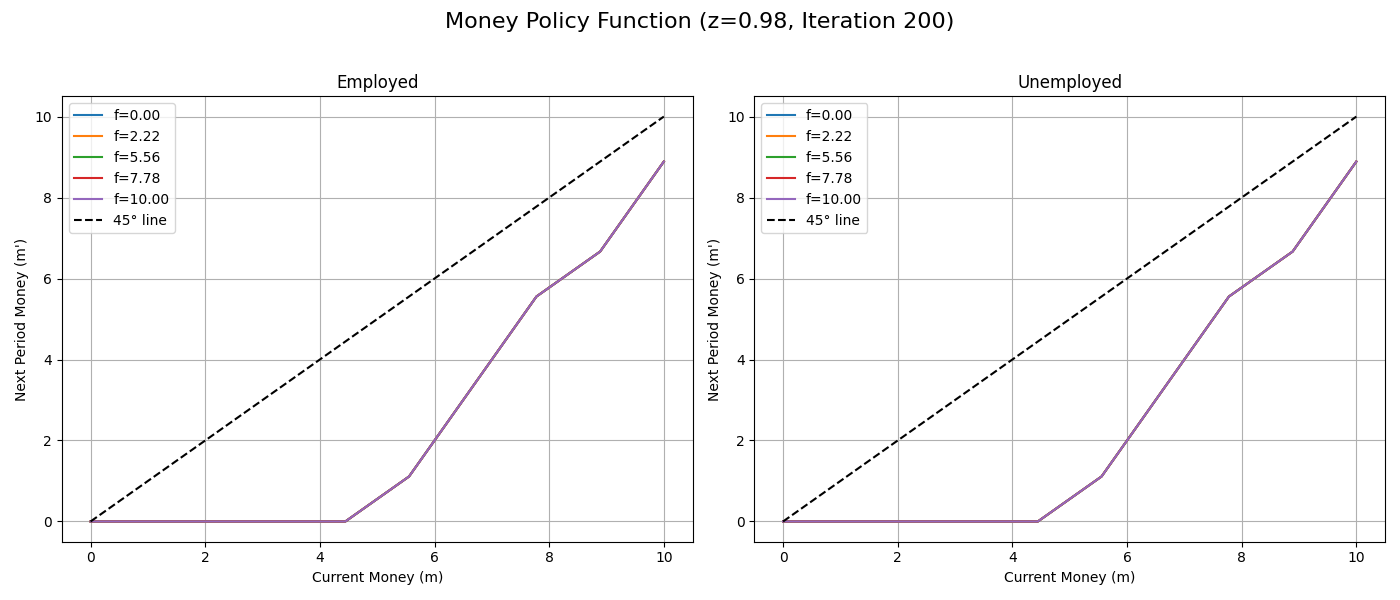 Money Policy Function (z=0.98, Iteration 200)
Employed
f=0.00
f=2.22
f=5.56
f=7.78
f=10.00
45° line
10
8
6
4
2
0
Next Period Money (m')
0 2 4 6 8 10
Current Money (m)
Unemployed
f=0.00
f=2.22
f=5.56
f=7.78
f=10.00
45° line
10
8
6
4
2
0
Next Period Money (m')
0 2 4 6 8 10
Current Money (m)